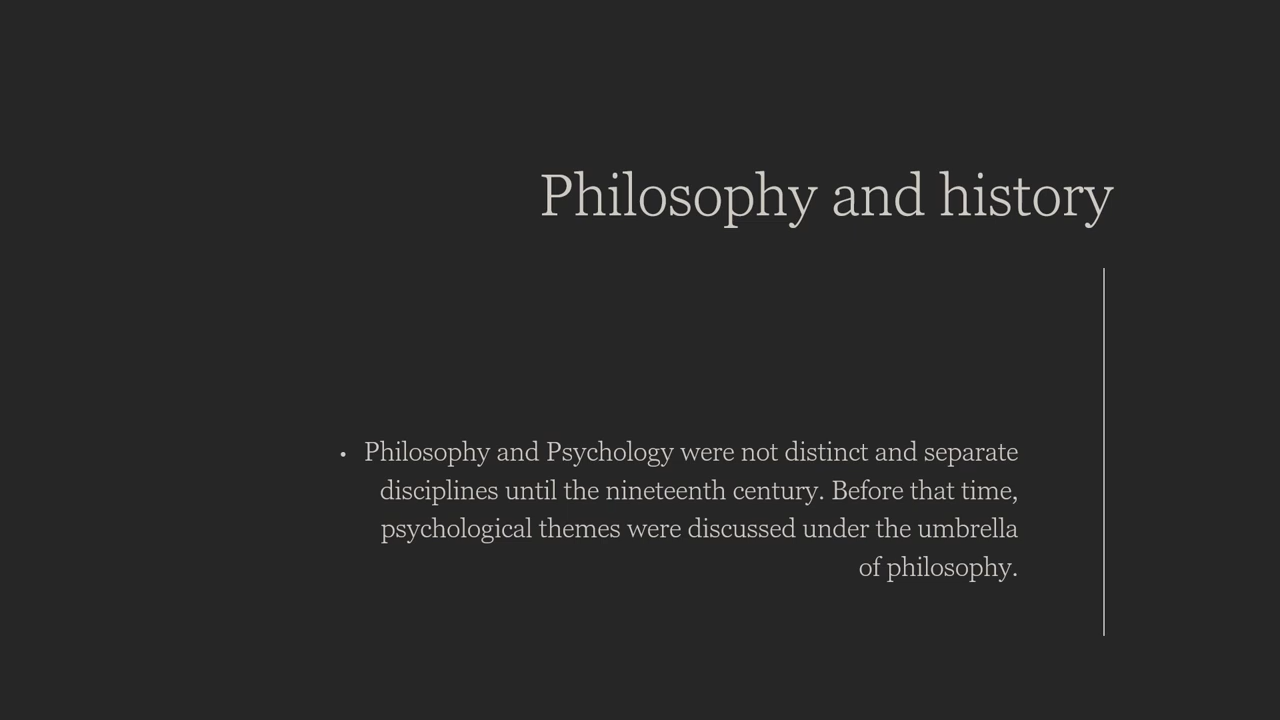 Philosophy and history
• Philosophy and Psychology were not distinct and separate
disciplines until the nineteenth century. Before that time,
psychological themes were discussed under the umbrella
of philosophy.